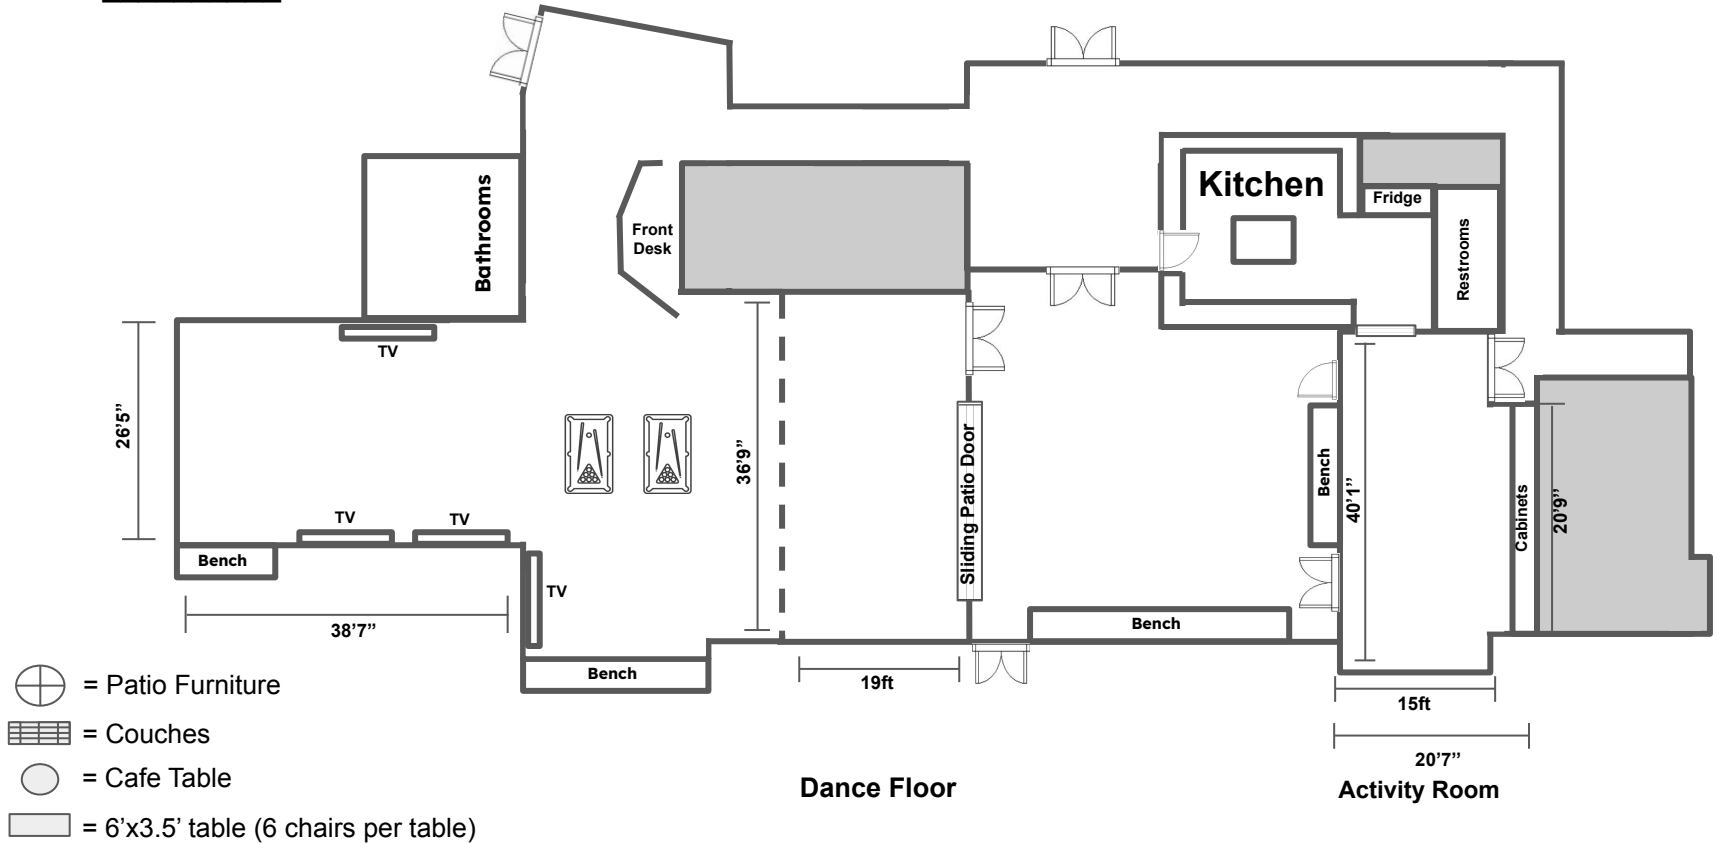 Kitchen
Fridge
Bathrooms
Front
Desk
Restrooms
TV
26’5”
36’9”
Sliding Patio Door
Bench
40’1”
Cabinets
20’9”
TV
TV
Bench
TV
Bench
38’7”
Bench
19ft
15ft
20’7”
= Patio Furniture
= Couches
= Cafe Table
= 6’x3.5’ table (6 chairs per table)
Dance Floor
Activity Room